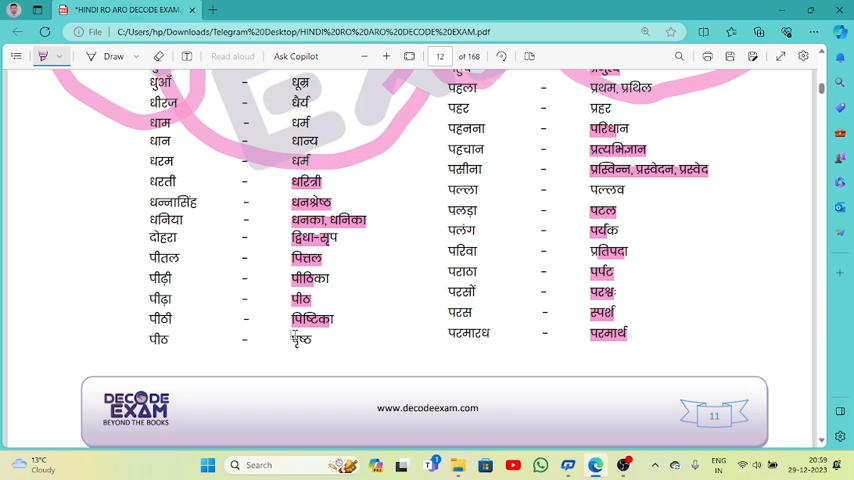 *HINDI RO ARO DECODE EXAM.
File
C:/Users/hp/Downloads/Telegram%20Desktop/HINDI%20RO%20ARO%20DECODE%20EXAM.pdf
Draw
Read aloud
Ask Copilot
12 of 168
धुआँ - धूम्र
धीरज - धैर्य
धाम - धर्म
धान - धान्य
धरम - धर्म
धरती - धरित्री
धन्नासिंह - धनश्रेष्ठ
धनिया - धनका, धनिका
दोहरा - द्विधा-सृप
पीतल - पित्तल
पीढ़ी - पीठिका
पीढ़ा - पीठ
पीठी - पिष्टिका
पीठ - पृष्ठ
पहला - प्रथम, प्रथिल
पहर - प्रहर
पहनना - परिधान
पहचान - प्रत्यभिज्ञान
पसीना - प्रस्विन्न, प्रस्वेदन, प्रस्वेद
पल्ला - पल्लव
पलड़ा - पटल
पलंग - पर्यंक
परिवा - प्रतिपदा
पराठा - पर्पट
परसों - परश्वः
परस - स्पर्श
परमारध - परमार्थ
DECODE
EXAM
BEYOND THE BOOKS
www.decodeexam.com
11
13°C
Cloudy
Search
ENG
IN
20:59
29-12-2023